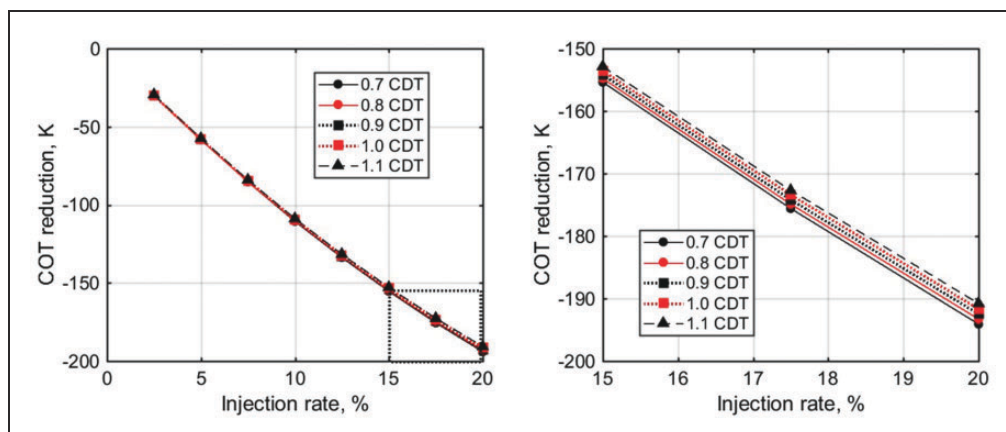 COT reduction, K
0
-50
-100
-150
-200
0.7 CDT
0.8 CDT
0.9 CDT
1.0 CDT
1.1 CDT
0 5 10 15 20
Injection rate, %
COT reduction, K
-150
-160
-170
-180
-190
-200
0.7 CDT
0.8 CDT
0.9 CDT
1.0 CDT
1.1 CDT
15 16 17 18 19 20
Injection rate, %